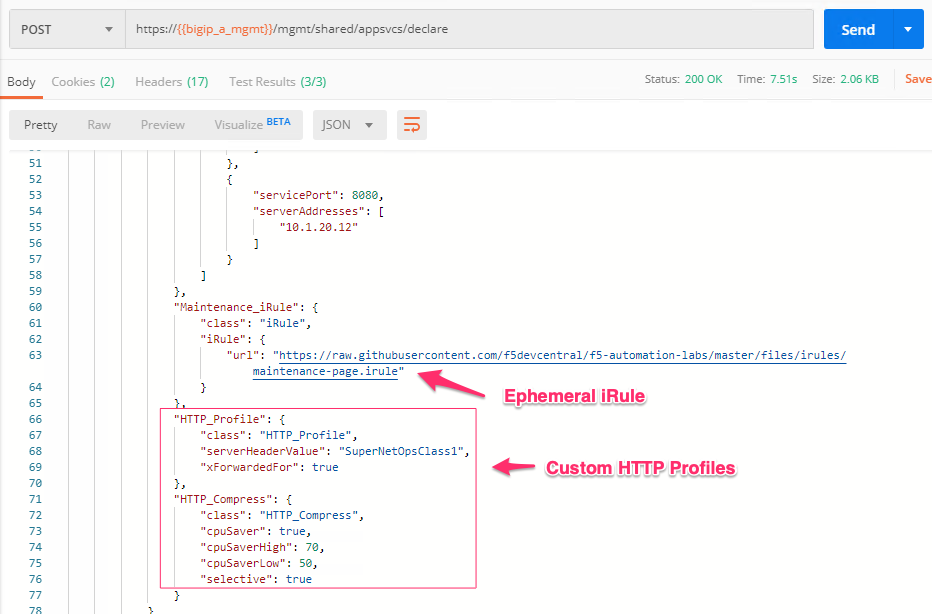 POST
https://{{bigip_a_mgmt}}/mgmt/shared/appsvcs/declare
Send
Body Cookies (2) Headers (17) Test Results (3/3)
Status: 200 OK Time: 7.51s Size: 2.06 KB Save
Pretty Raw Preview Visualize BETA JSON
51 },
52 {
53 "servicePort": 8080,
54 "serverAddresses": [
55 "10.1.20.12"
56 ]
57 }
58 ]
59 },
60 "Maintenance_iRule": {
61 "class": "iRule",
62 "iRule": {
63 "url": "https://raw.githubusercontent.com/f5devcentral/f5-automation-labs/master/files/irules/
maintenance-page.irule"
64 }
Ephemeral iRule
65 },
66 "HTTP_Profile": {
67 "class": "HTTP_Profile",
68 "serverHeaderValue": "SuperNetOpsClass1",
69 "xForwardedFor": true
Custom HTTP Profiles
70 },
71 "HTTP_Compress": {
72 "class": "HTTP_Compress",
73 "cpuSaver": true,
74 "cpuSaverHigh": 70,
75 "cpuSaverLow": 50,
76 "selective": true
77 }
78 }